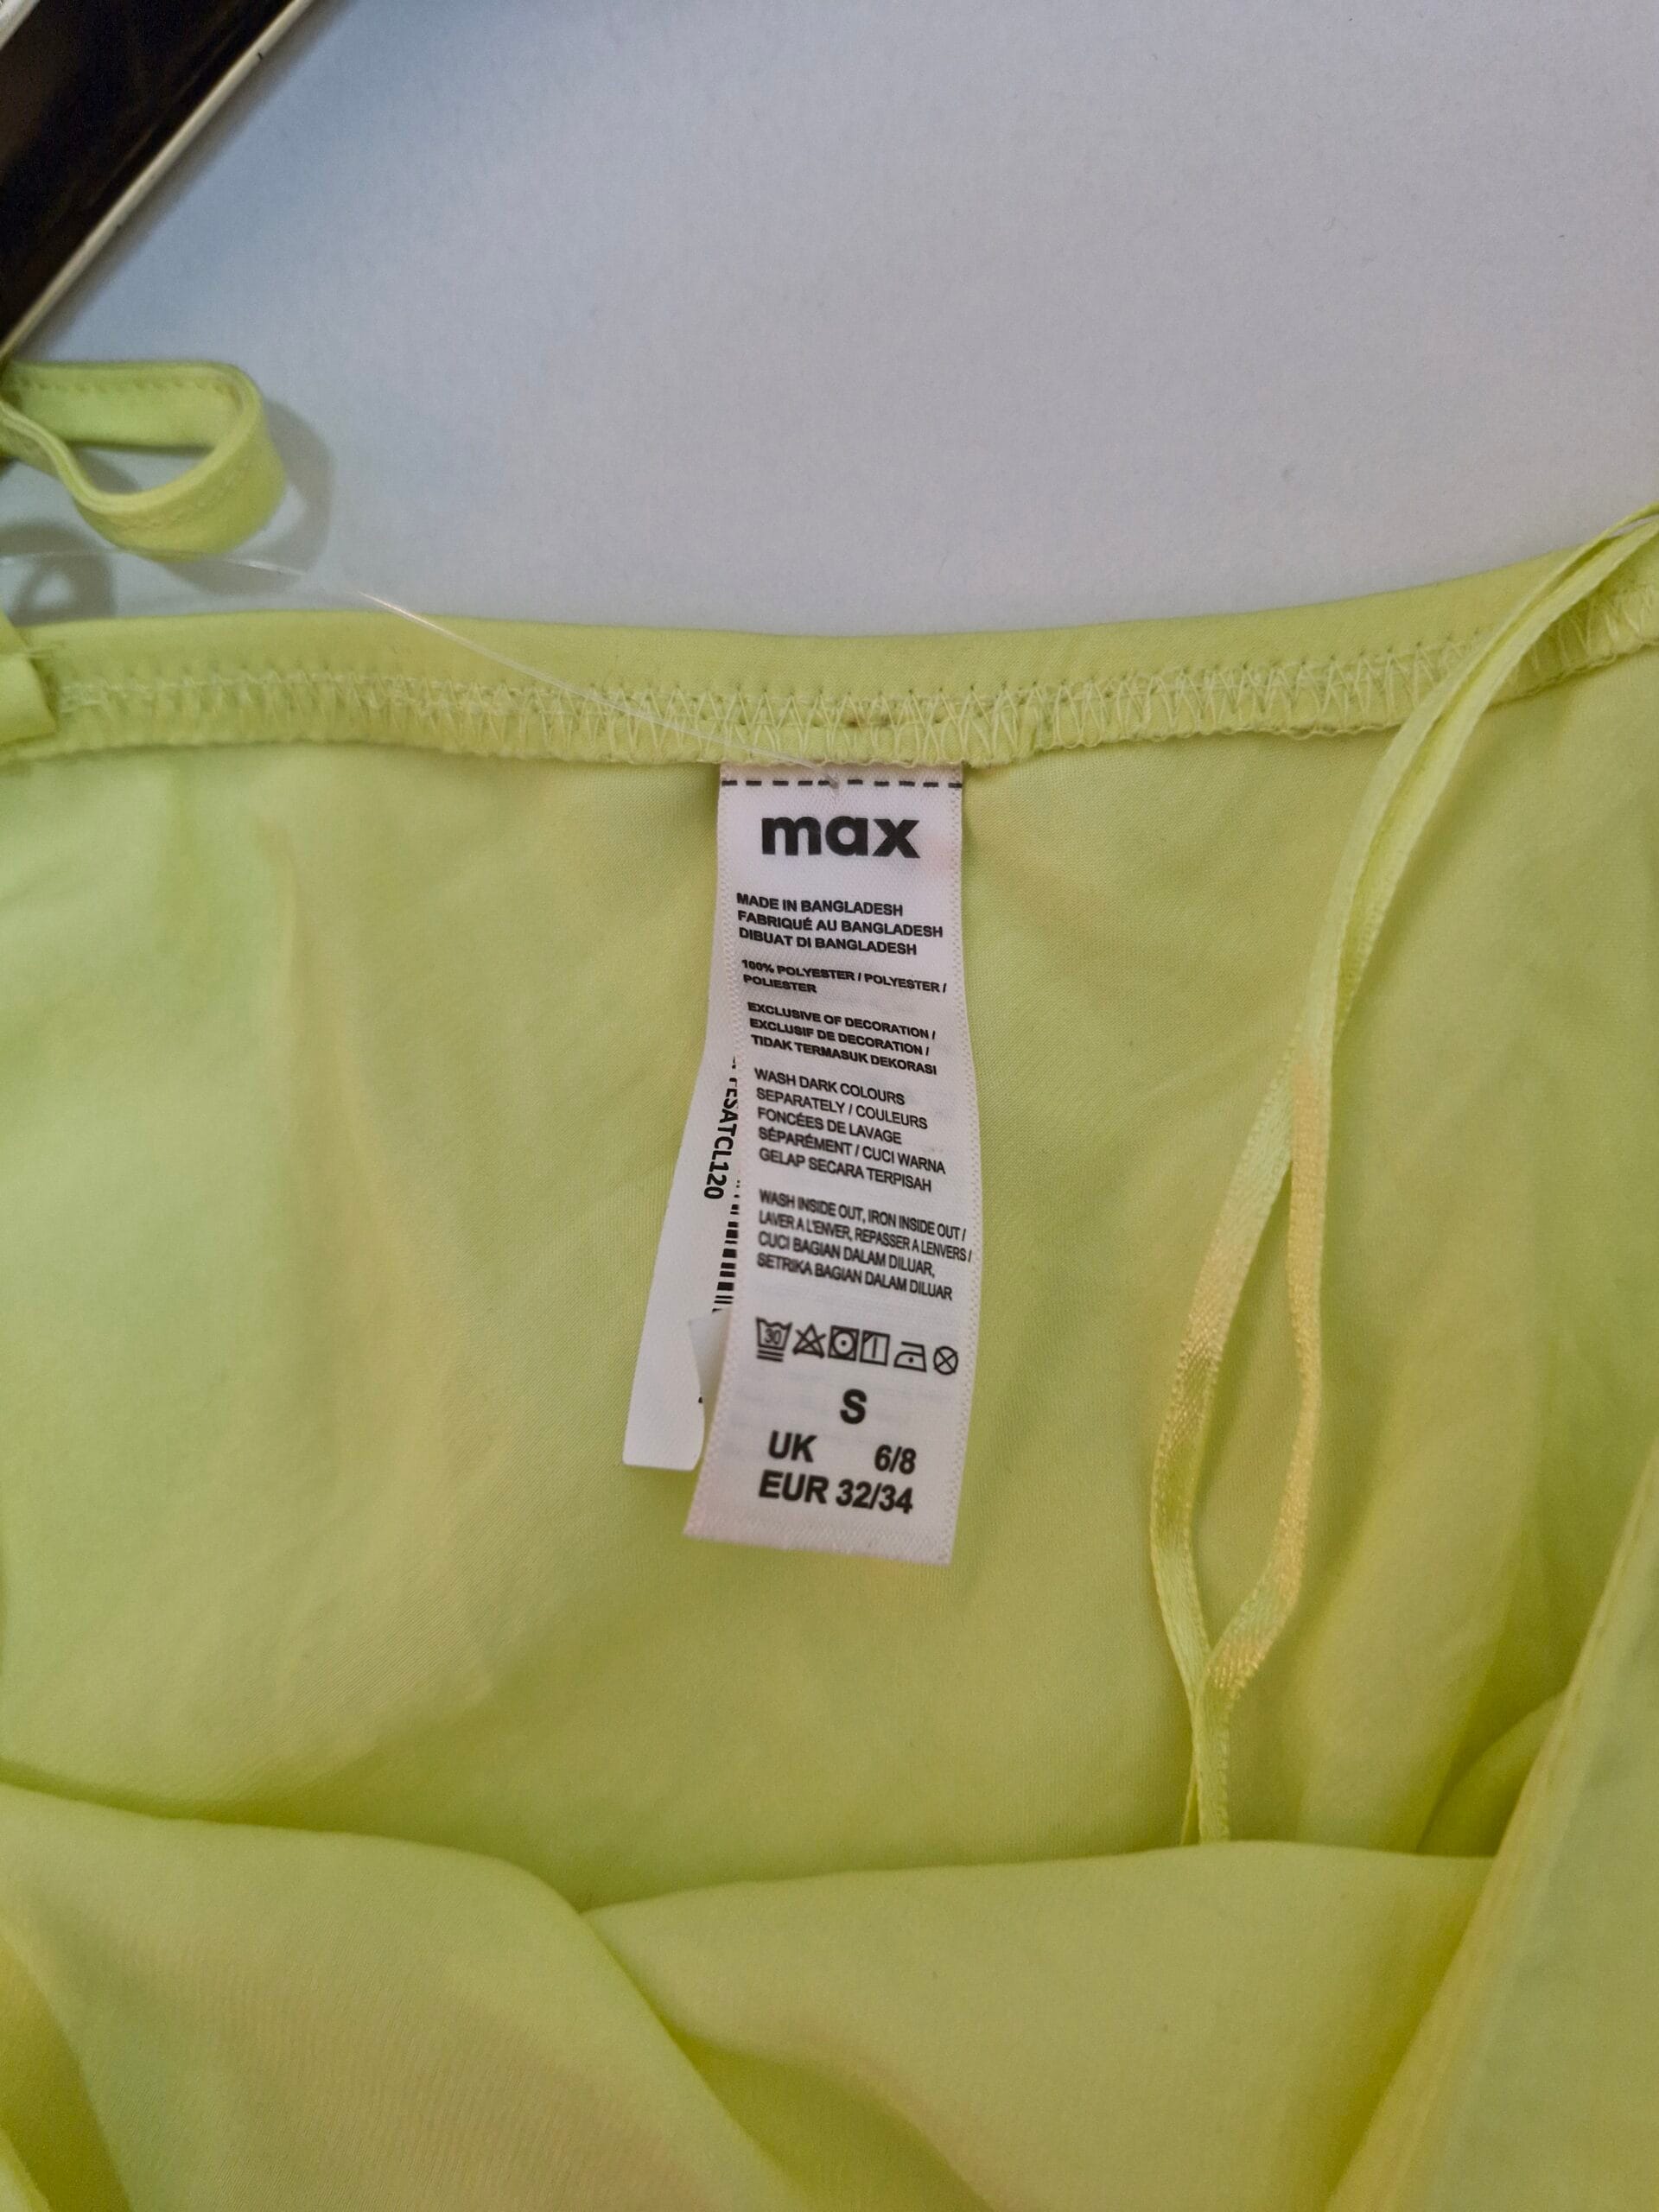 max
MADE IN BANGLADESH
FABRIQUÉ AU BANGLADESH
DIBUAT DI BANGLADESH
100% POLYESTER / POLYESTER /
POLIESTER
EXCLUSIVE OF DECORATION /
EXCLUSIF DE DECORATION /
TIDAK TERMASUK DEKORASI
WASH DARK COLOURS
SEPARATELY / COULEURS
FONCÉES DE LAVAGE
SÉPARÉMENT / CUCI WARNA
GELAP SECARA TERPISAH
WASH INSIDE OUT, IRON INSIDE OUT /
LAVER A L'ENVER, REPASSER A LENVERS /
CUCI BAGIAN DALAM DILUAR,
SETRIKA BAGIAN DALAM DILUAR
30
S
UK 6/8
EUR 32/34